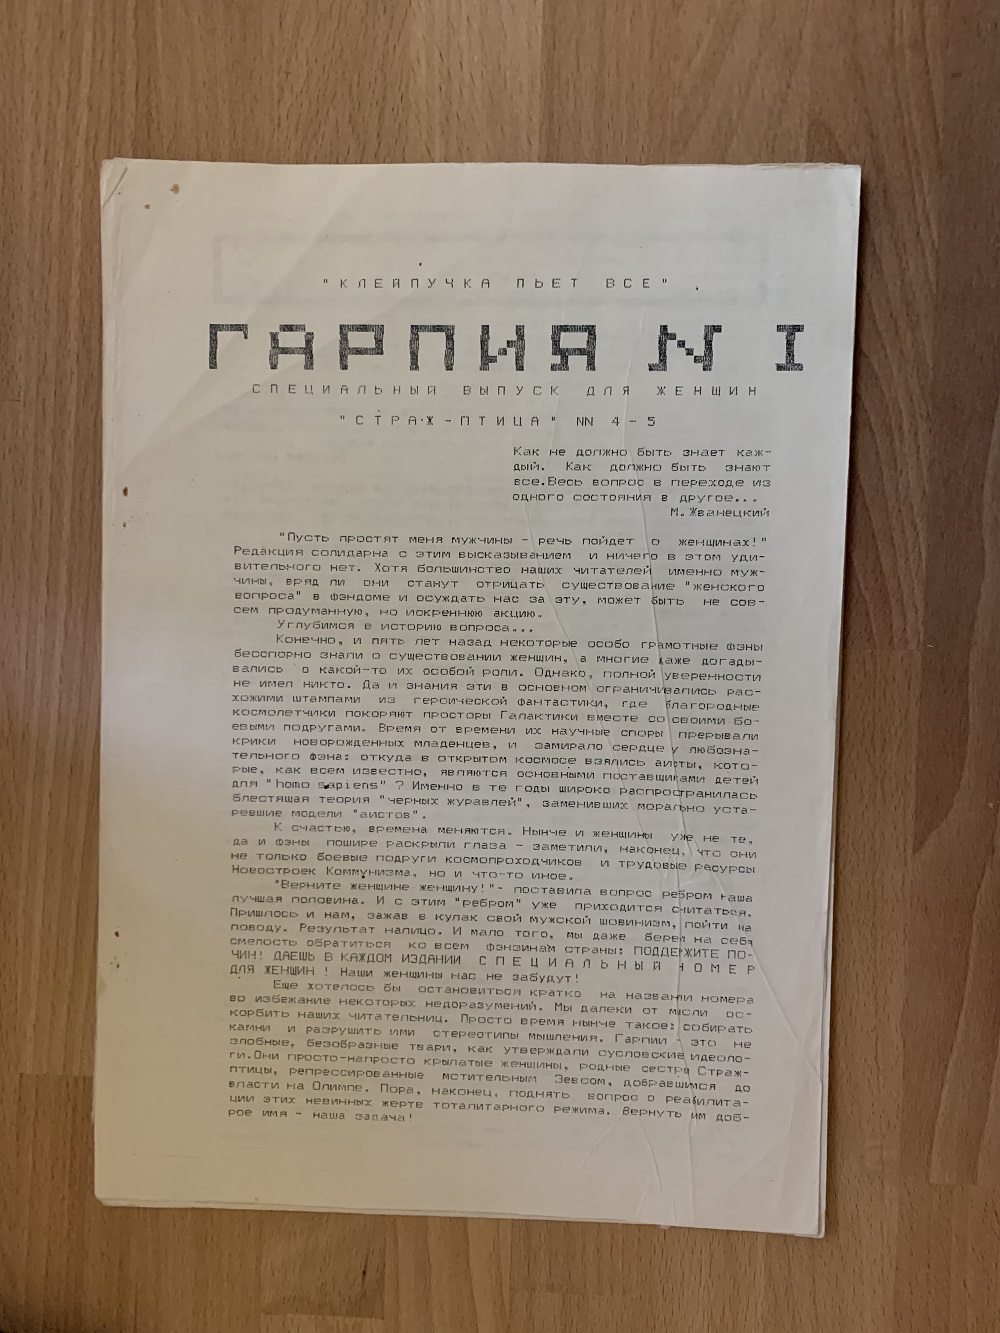 "КЛЕЙПУЧКА ПЬЕТ ВСЕ"
ГАРПИЯ N I
СПЕЦИАЛЬНЫЙ ВЫПУСК ДЛЯ ЖЕНЩИН
"СТРАЖ-ПТИЦА" NN 4-5
Как не должно быть знает каж-
дый. Как должно быть знают
все.Весь вопрос в переходе из
одного состояния в другое...
М.Жванецкий
"Пусть простят меня мужчины - речь пойдет о женщинах!"
Редакция солидарна с этим высказыванием и ничего в этом уди-
вительного нет. Хотя большинство наших читателей именно муж-
чины, вряд ли они станут отрицать существование "женского
вопроса" в фэндоме и осуждать нас за эту, может быть не сов-
сем продуманную, но искреннюю акцию.
Углубимся в историю вопроса...
Конечно, и пять лет назад некоторые особо грамотные фэны
бесспорно знали о существовании женщин, а многие даже догады-
вались о какой-то их особой роли. Однако, полной уверенности
не имел никто. Да и знания эти в основном ограничивались рас-
хожими штампами из героической фантастики, где благородные
космолетчики покоряют просторы Галактики вместе со своими бо-
евыми подругами. Время от времени их научные споры прерывали
крики новорожденных младенцев, и замирало сердце у любозна-
тельного фэна: откуда в открытом космосе взялись аисты, кото-
рые, как всем известно, являются основными поставщиками детей
для "homo sapiens" ? Именно в те годы широко распространилась
блестящая теория "черных журавлей", заменивших морально уста-
ревшие модели "аистов".
К счастью, времена меняются. Нынче и женщины уже не те,
да и фэны пошире раскрыли глаза - заметили, наконец, что они
не только боевые подруги космопроходчиков и трудовые ресурсы
Новостроек Коммунизма, но и что-то иное.
"Верните женщине женщину!"- поставила вопрос ребром наша
лучшая половина. И с этим "ребром" уже приходится считаться.
Пришлось и нам, зажав в кулак свой мужской шовинизм, пойти на
поводу. Результат налицо. И мало того, мы даже берем на себя
смелость обратиться ко всем фэнзинам страны: ПОДДЕРЖИТЕ ПО-
ЧИН! ДАЕШЬ В КАЖДОМ ИЗДАНИИ С П Е Ц И А Л Ь Н Ы Й Н О М Е Р
ДЛЯ ЖЕНЩИН ! Наши женщины нас не забудут!
Еще хотелось бы остановиться кратко на названии номера
во избежание некоторых недоразумений. Мы далеки от мысли ос-
корбить наших читательниц. Просто время нынче такое: собирать
камни и разрушить ими стереотипы мышления. Гарпии - это не
злобные, безобразные твари, как утверждали сусловские идеоло-
ги.Они просто-напросто крылатые женщины, родные сестры Страж-
птицы, репрессированные мстительным Зевсом, добравшимся до
власти на Олимпе. Пора, наконец, поднять вопрос о реабилита-
ции этих невинных жертв тоталитарного режима. Вернуть им доб-
рое имя - наша задача!